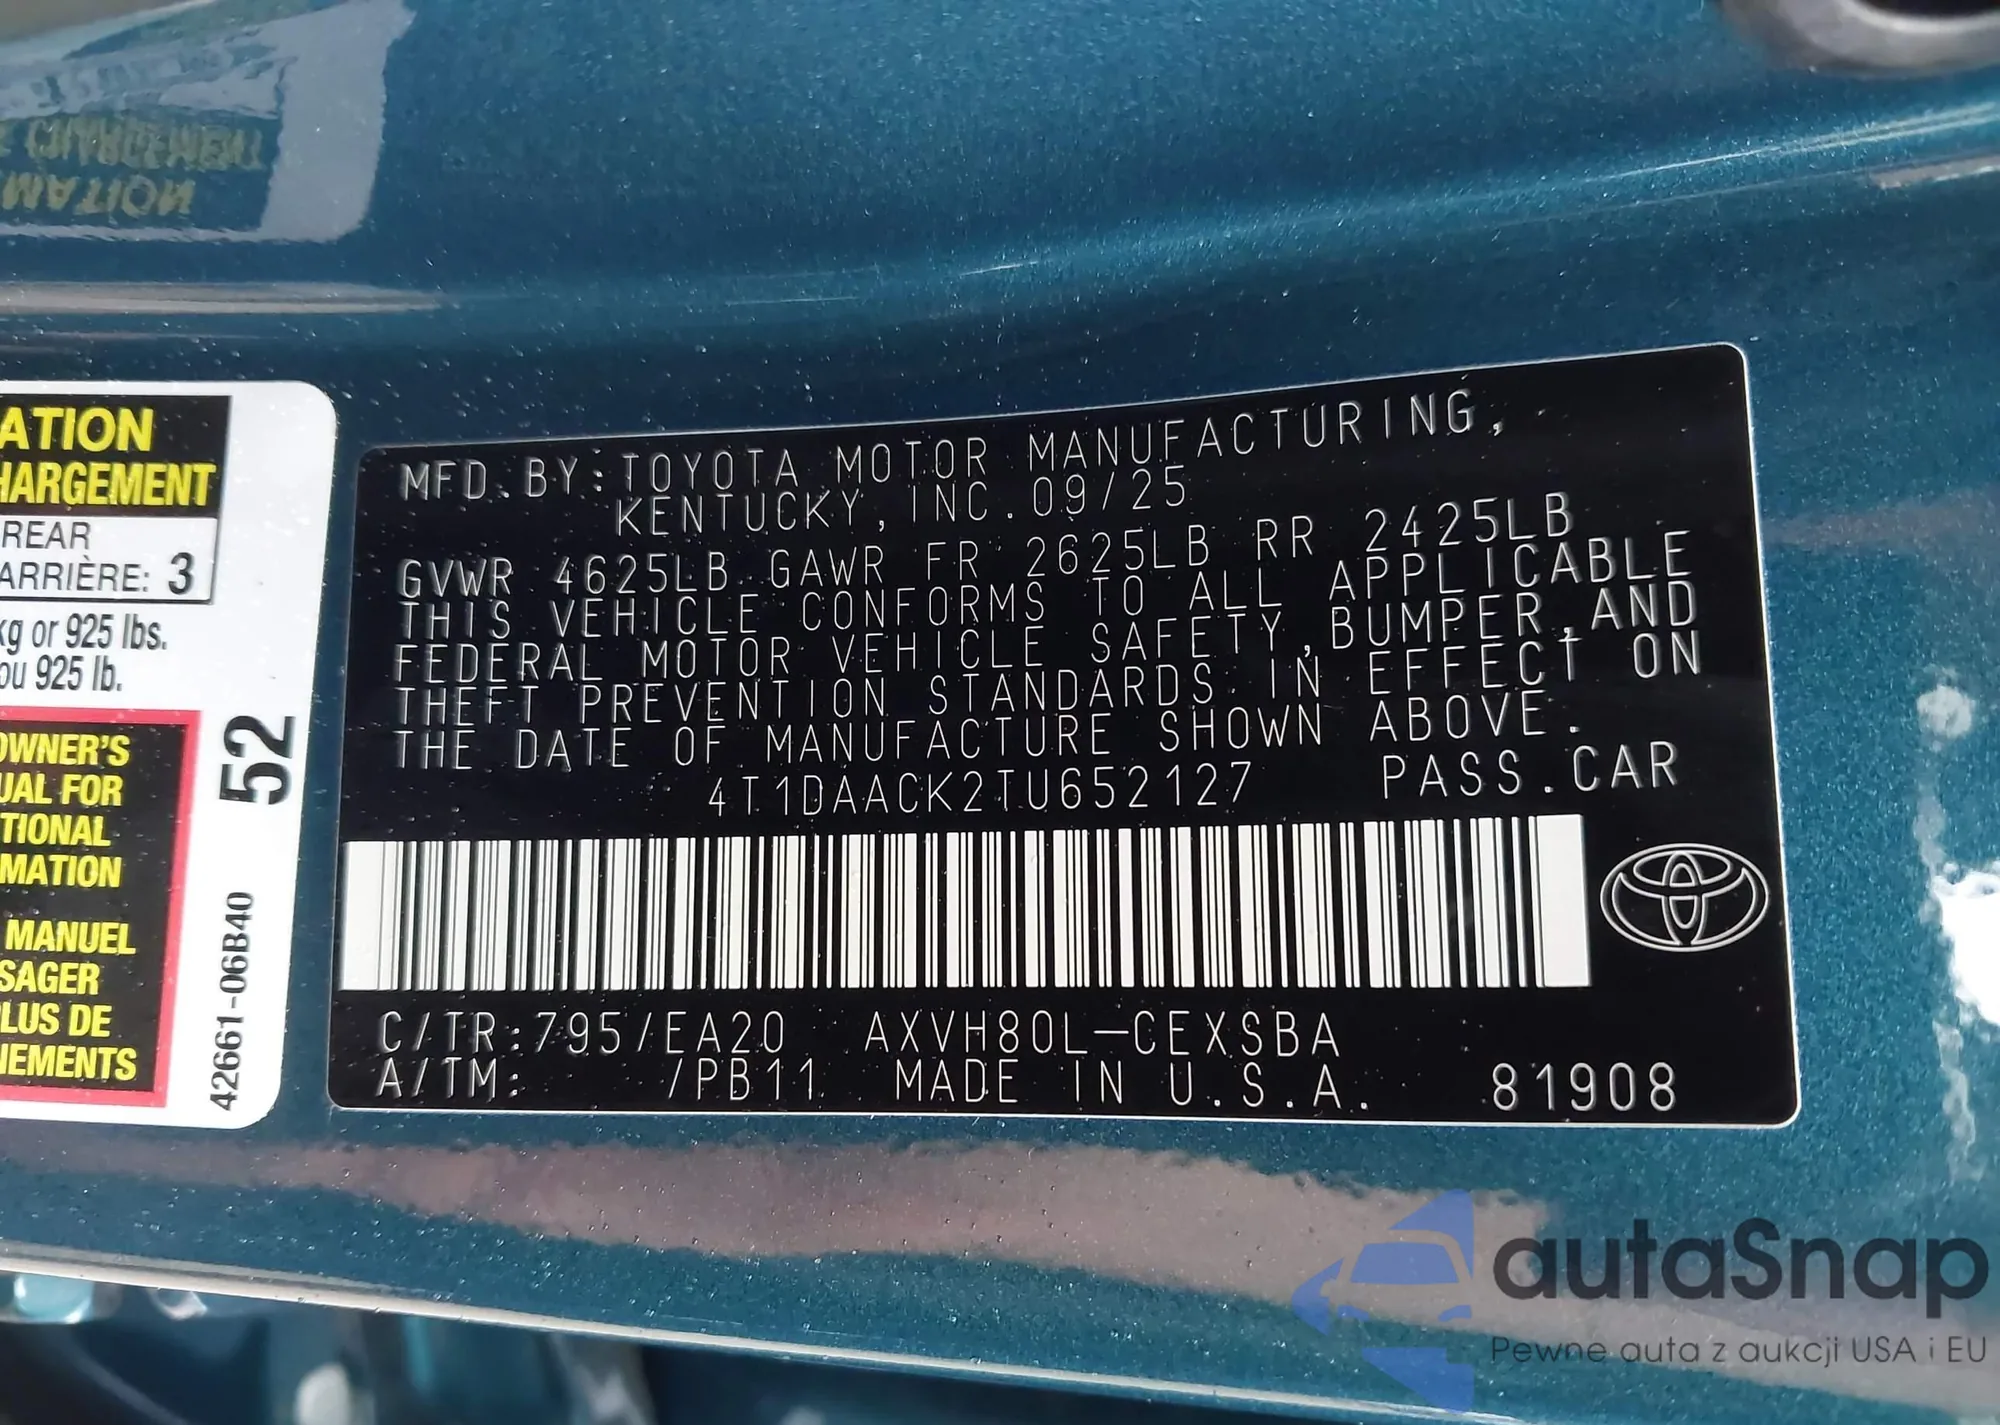 ATION
HARGEMENT
REAR
ARRIÈRE: 3
kg or 925 lbs.
ou 925 lb.
OWNER'S
UAL FOR
TIONAL
MATION
MANUEL
SAGER
PLUS DE
NEMENTS
52
42661-06B40
MFD.BY:TOYOTA MOTOR MANUFACTURING,
KENTUCKY,INC.09/25
GVWR 4625LB GAWR FR 2625LB RR 2425LB
THIS VEHICLE CONFORMS TO ALL APPLICABLE
FEDERAL MOTOR VEHICLE SAFETY,BUMPER,AND
THEFT PREVENTION STANDARDS IN EFFECT ON
THE DATE OF MANUFACTURE SHOWN ABOVE.
4T1DAACK2TU652127 PASS.CAR
C/TR:795/EA20 AXVH80L-CEXSBA
A/TM: /PB11 MADE IN U.S.A. 81908
autaSnap
Pewne auta z aukcji USA i EU